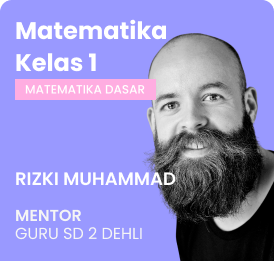 Matematika
Kelas 1
MATEMATIKA DASAR
RIZKI MUHAMMAD
MENTOR
GURU SD 2 DEHLI